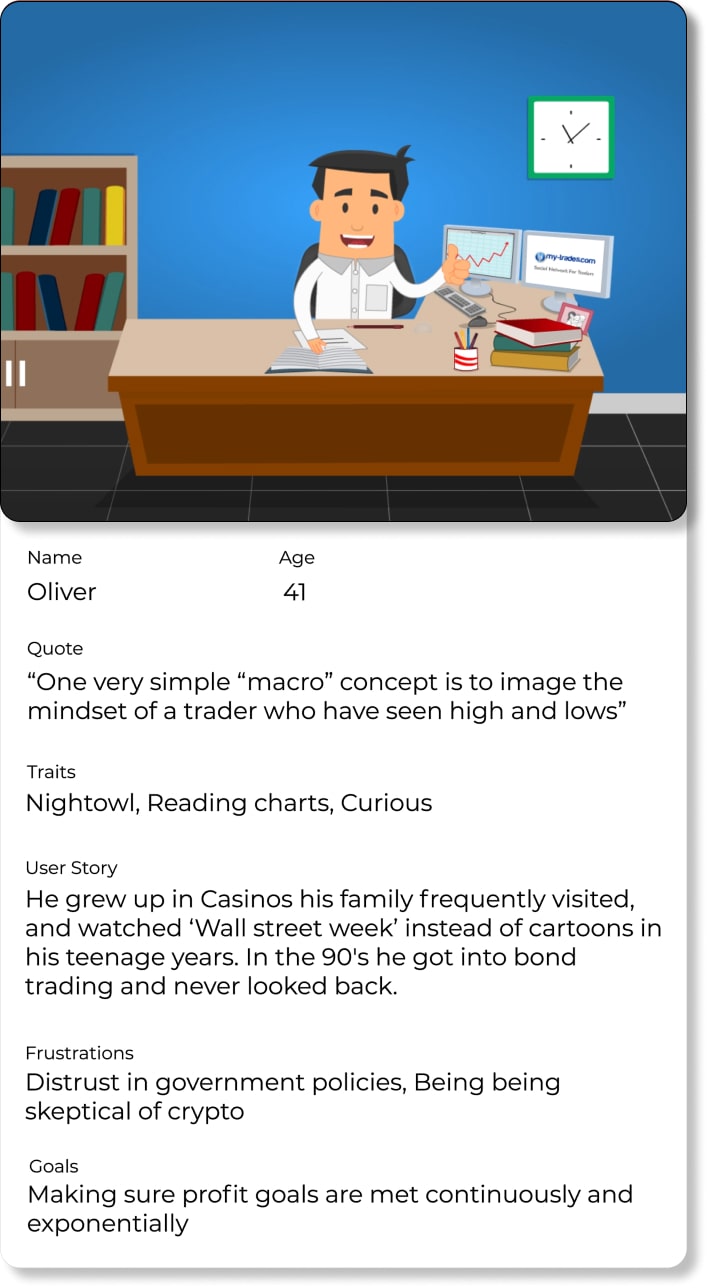 my-trades.com
Social Network For Traders
Name Age
Oliver 41
Quote
“One very simple “macro” concept is to image the
mindset of a trader who have seen high and lows”
Traits
Nightowl, Reading charts, Curious
User Story
He grew up in Casinos his family frequently visited,
and watched ‘Wall street week’ instead of cartoons in
his teenage years. In the 90's he got into bond
trading and never looked back.
Frustrations
Distrust in government policies, Being being
skeptical of crypto
Goals
Making sure profit goals are met continuously and
exponentially